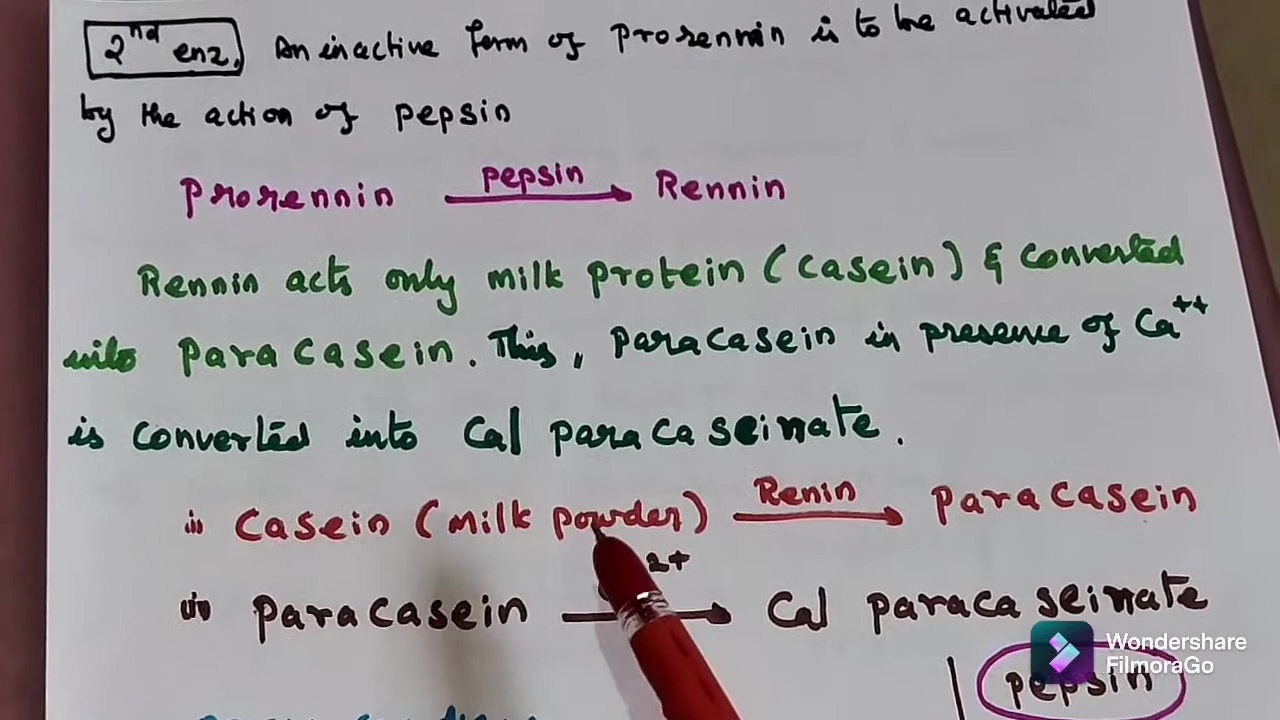 2nd enz. An inactive form of prorennin is to be activated
by the action of pepsin
Prorennin pepsin Rennin
Rennin acts only milk protein (casein) & converted
into paracasein. This, paracasein in presence of Ca++
is converted into Cal paracaseinate.
i) Casein (milk powder) Renin paracasein
2+
ii) paracasein Cal paracaseinate
Wondershare
FilmoraGo
pepsin